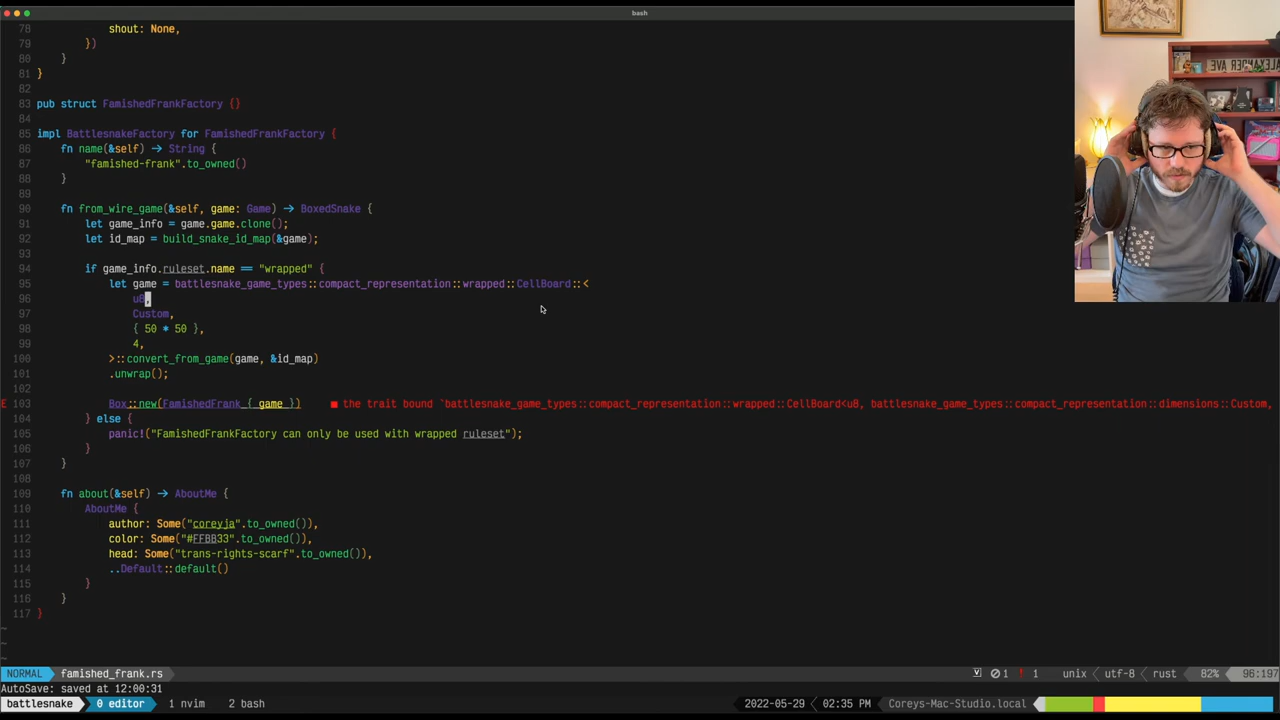 bash
78 shout: None,
79 })
80 }
81 }
82
83 pub struct FamishedFrankFactory {}
84
85 impl BattlesnakeFactory for FamishedFrankFactory {
86 fn name(&self) → String {
87 "famished-frank".to_owned()
88 }
89
90 fn from_wire_game(&self, game: Game) → BoxedSnake {
91 let game_info = game.game.clone();
92 let id_map = build_snake_id_map(&game);
93
94 if game_info.ruleset.name == "wrapped" {
95 let game = battlesnake_game_types::compact_representation::wrapped::CellBoard::<
96 u8,
97 Custom,
98 { 50 * 50 },
99 4,
100 >::convert_from_game(game, &id_map)
101 .unwrap();
102
E 103 Box::new(FamishedFrank { game }) ■ the trait bound `battlesnake_game_types::compact_representation::wrapped::CellBoard<u8, battlesnake_game_types::compact_representation::dimensions::Custom,
104 } else {
105 panic!("FamishedFrankFactory can only be used with wrapped ruleset");
106 }
107 }
108
109 fn about(&self) → AboutMe {
110 AboutMe {
111 author: Some("coreyja".to_owned()),
112 color: Some("#FFBB33".to_owned()),
113 head: Some("trans-rights-scarf".to_owned()),
114 ..Default::default()
115 }
116 }
117 }
~
~
~
NORMAL famished_frank.rs 1 1 unix utf-8 rust 82% 96:197
AutoSave: saved at 12:00:31
battlesnake 0 editor 1 nvim 2 bash 2022-05-29 02:35 PM Coreys-Mac-Studio.local
ALEXANDER AVE